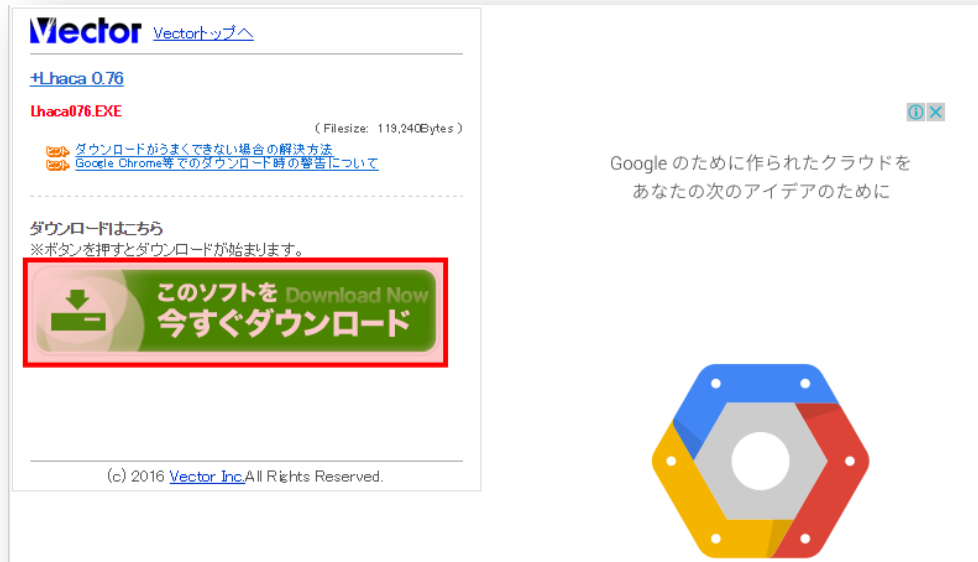 Vector Vectorトップへ
+Lhaca 0.76
Lhaca076.EXE
(Filesize: 119,240Bytes)
ダウンロードがうまくできない場合の解決方法
Google Chrome等でのダウンロード時の警告について
ダウンロードはこちら
※ボタンを押すとダウンロードが始まります。
このソフトを Download Now
今すぐダウンロード
(c) 2016 Vector Inc.All Rights Reserved.
Google のために作られたクラウドを
あなたの次のアイデアのために